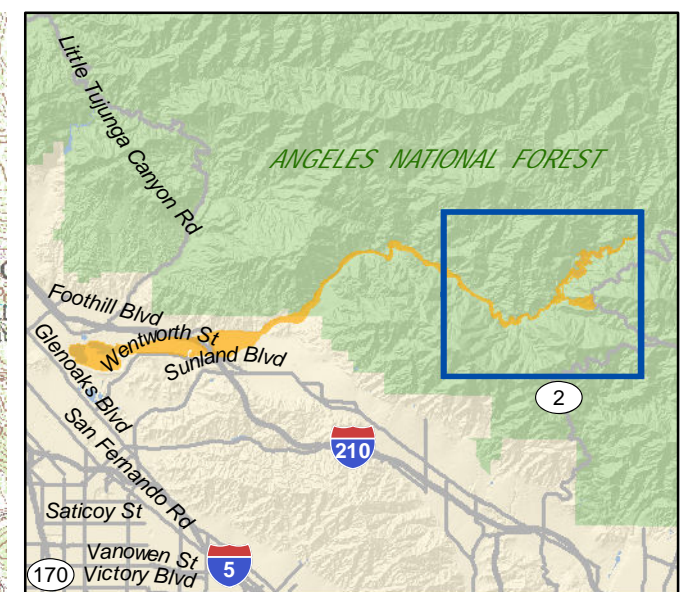 Little Tujunga Canyon Rd
ANGELES NATIONAL FOREST
Foothill Blvd
Wentworth St
Sunland Blvd
Glenoaks Blvd
2
San Fernando Rd
210
Saticoy St
Vanowen St
5
170
Victory Blvd